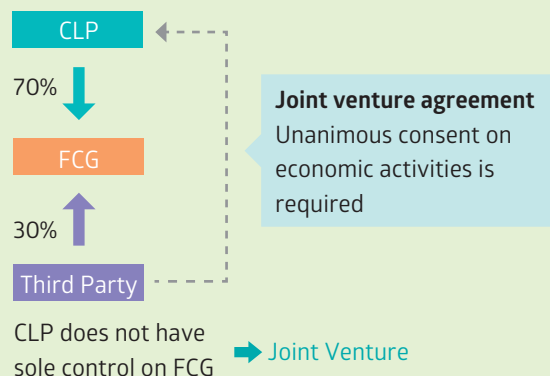 CLP
70%
Joint venture agreement
Unanimous consent on
economic activities is
required
FCG
30%
Third Party
CLP does not have
sole control on FCG
Joint Venture